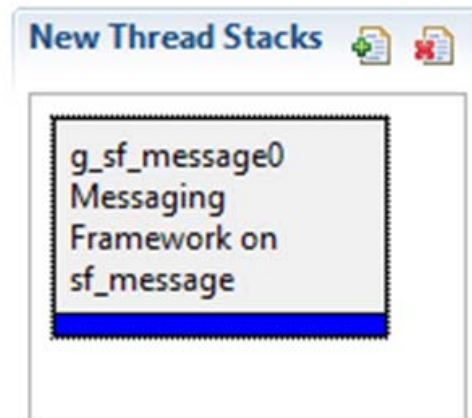 New Thread Stacks
g_sf_message0
Messaging
Framework on
sf_message